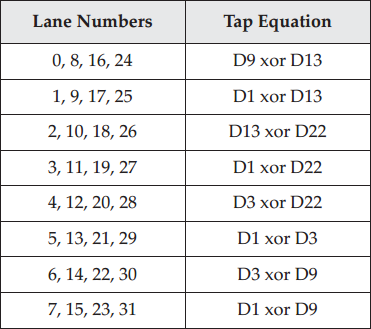 Lane Numbers Tap Equation
0, 8, 16, 24 D9 xor D13
1, 9, 17, 25 D1 xor D13
2, 10, 18, 26 D13 xor D22
3, 11, 19, 27 D1 xor D22
4, 12, 20, 28 D3 xor D22
5, 13, 21, 29 D1 xor D3
6, 14, 22, 30 D3 xor D9
7, 15, 23, 31 D1 xor D9